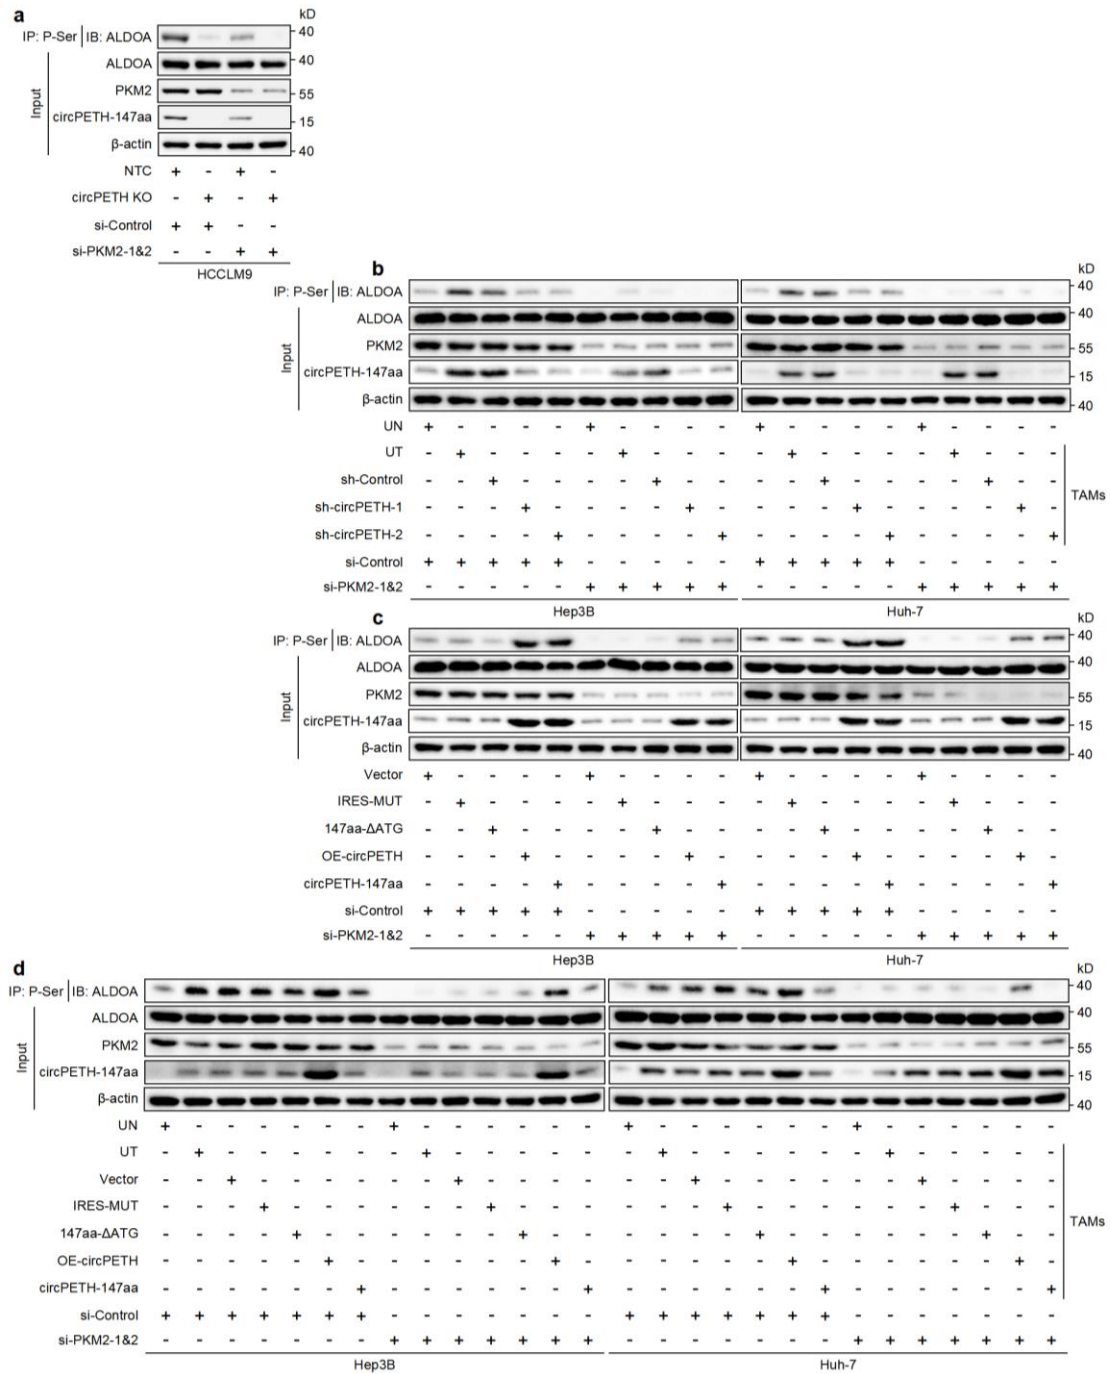 a
kD
IP: P-Ser IB: ALDOA 40
ALDOA 40
PKM2 55
circPETH-147aa 15
β-actin 40
Input
NTC + - + -
circPETH KO - + - +
si-Control + + - -
si-PKM2-1&2 - - + +
HCCLM9
b
kD
IP: P-Ser IB: ALDOA 40
ALDOA 40
PKM2 55
circPETH-147aa 15
β-actin 40
Input
UN + - - - - + - - - - + - - - - + - - - -
UT - + - - - - + - - - - + - - - - + - - -
sh-Control - - + - - - - + - - - - + - - - - + - -
sh-circPETH-1 - - - + - - - - + - - - - + - - - - + -
sh-circPETH-2 - - - - + - - - - + - - - - + - - - - +
TAMs
si-Control + + + + + - - - - - + + + + + - - - - -
si-PKM2-1&2 - - - - - + + + + + - - - - - + + + + +
Hep3B Huh-7
c
kD
IP: P-Ser IB: ALDOA 40
ALDOA 40
PKM2 55
circPETH-147aa 15
β-actin 40
Input
Vector + - - - - + - - - - + - - - - + - - - -
IRES-MUT - + - - - - + - - - - + - - - - + - - -
147aa-ΔATG - - + - - - - + - - - - + - - - - + - -
OE-circPETH - - - + - - - - + - - - - + - - - - + -
circPETH-147aa - - - - + - - - - + - - - - + - - - - +
si-Control + + + + + - - - - - + + + + + - - - - -
si-PKM2-1&2 - - - - - + + + + + - - - - - + + + + +
Hep3B Huh-7
d
kD
IP: P-Ser IB: ALDOA 40
ALDOA 40
PKM2 55
circPETH-147aa 15
β-actin 40
Input
UN + - - - - - - + - - - - - - + - - - - - - + - - - - - -
UT - + - - - - - - + - - - - - - + - - - - - - + - - - - -
Vector - - + - - - - - - + - - - - - - + - - - - - - + - - - -
IRES-MUT - - - + - - - - - - + - - - - - - + - - - - - - + - - -
147aa-ΔATG - - - - + - - - - - - + - - - - - - + - - - - - - + - -
OE-circPETH - - - - - + - - - - - - + - - - - - - + - - - - - - + -
circPETH-147aa - - - - - - + - - - - - - + - - - - - - + - - - - - - +
TAMs
si-Control + + + + + + + - - - - - - - + + + + + + + - - - - - - -
si-PKM2-1&2 - - - - - - - + + + + + + + - - - - - - - + + + + + + +
Hep3B Huh-7